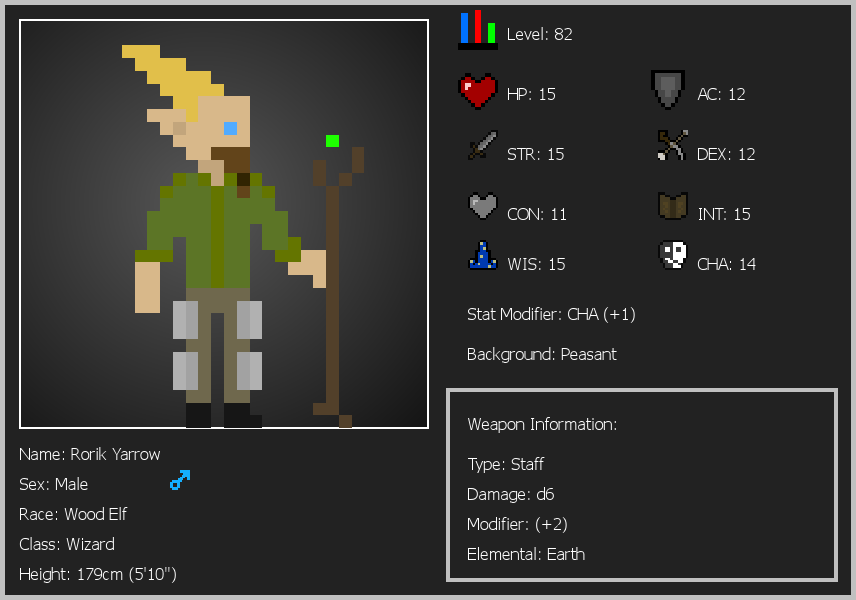 Level: 82
HP: 15
AC: 12
STR: 15
DEX: 12
CON: 11
INT: 15
WIS: 15
CHA: 14
Stat Modifier: CHA (+1)
Background: Peasant
Weapon Information:
Type: Staff
Damage: d6
Modifier: (+2)
Elemental: Earth
Name: Rorik Yarrow
Sex: Male
Race: Wood Elf
Class: Wizard
Height: 179cm (5'10")